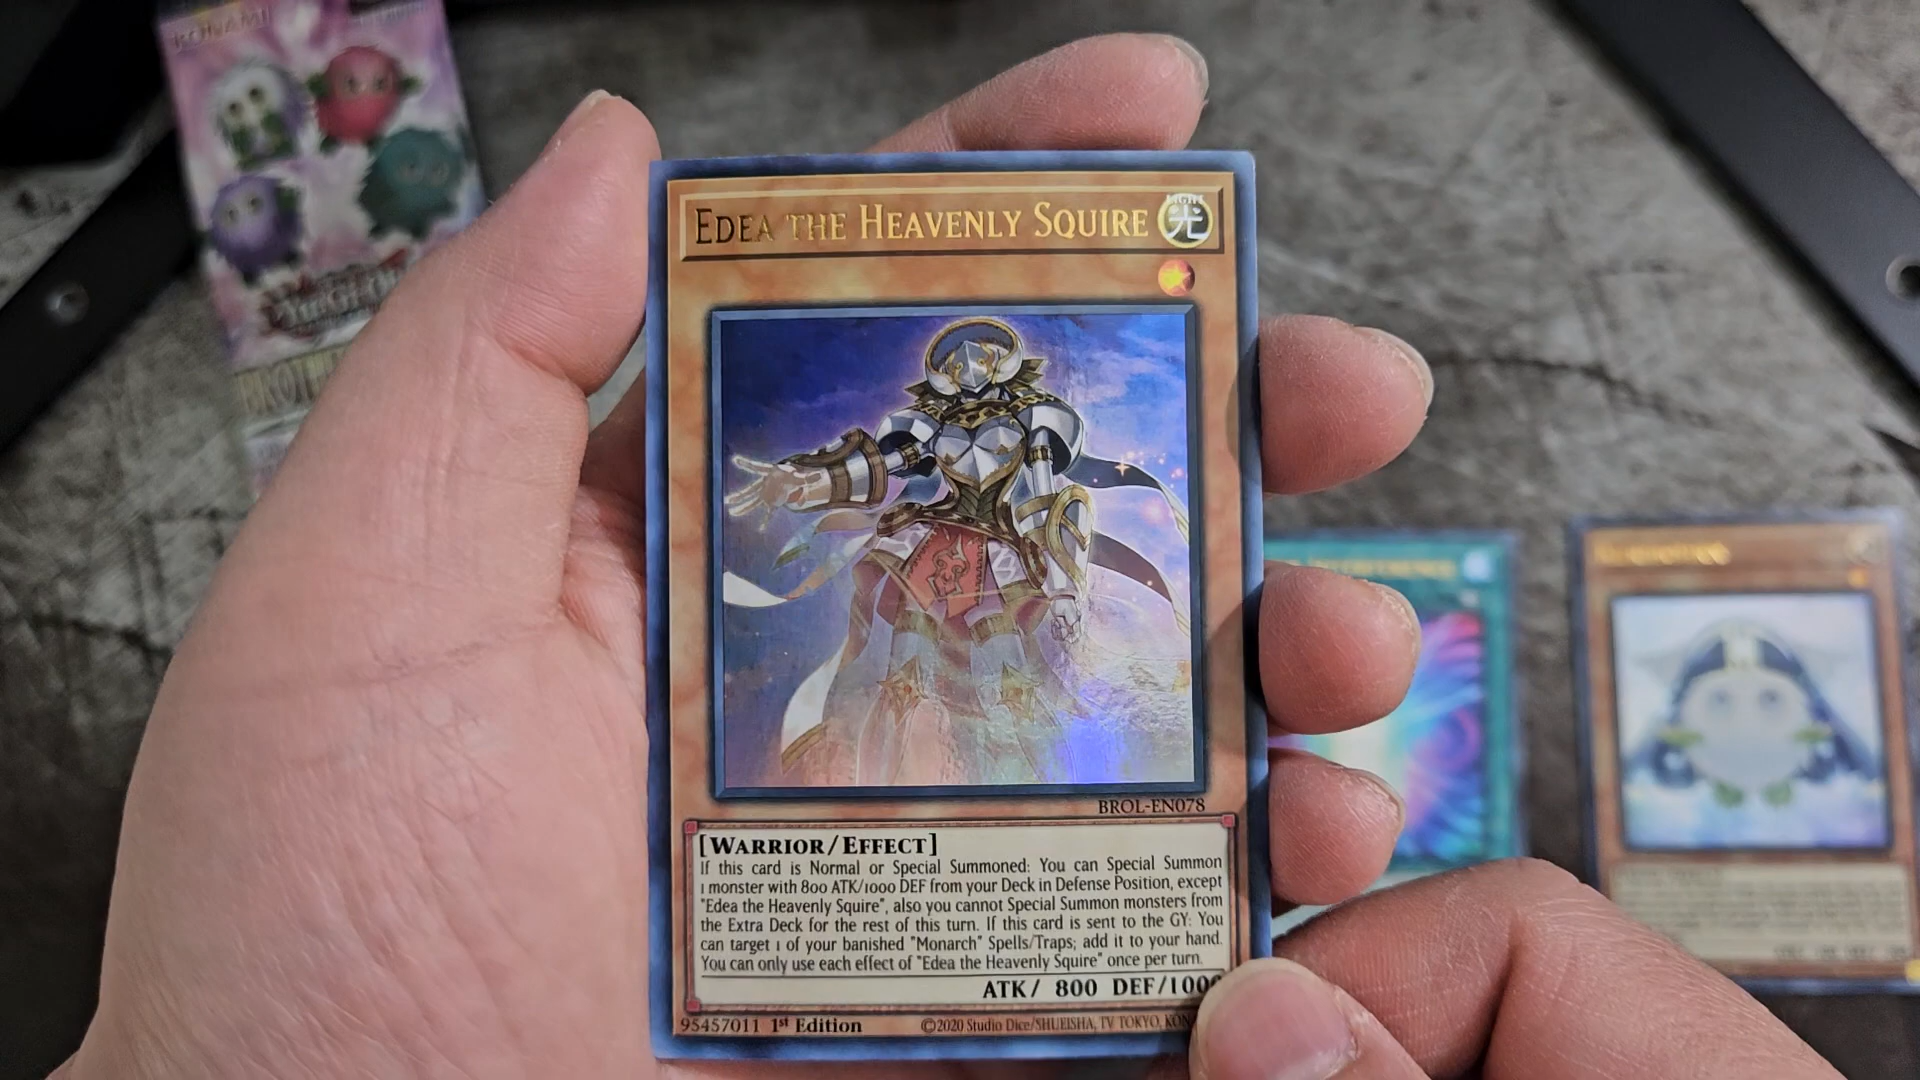 KONAMI
EDEA THE HEAVENLY SQUIRE
LIGHT
光
BROL-EN078
[WARRIOR/EFFECT]
If this card is Normal or Special Summoned: You can Special Summon
1 monster with 800 ATK/1000 DEF from your Deck in Defense Position, except
"Edea the Heavenly Squire", also you cannot Special Summon monsters from
the Extra Deck for the rest of this turn. If this card is sent to the GY: You
can target 1 of your banished "Monarch" Spells/Traps; add it to your hand.
You can only use each effect of "Edea the Heavenly Squire" once per turn.
ATK/ 800 DEF/1000
95457011 1st Edition ©2020 Studio Dice/SHUEISHA, TV TOKYO, KON